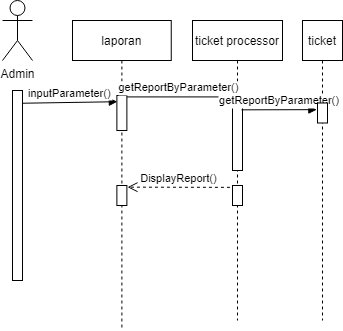 laporan
ticket processor
ticket
Admin
inputParameter()
getReportByParameter()
getReportByParameter()
DisplayReport()